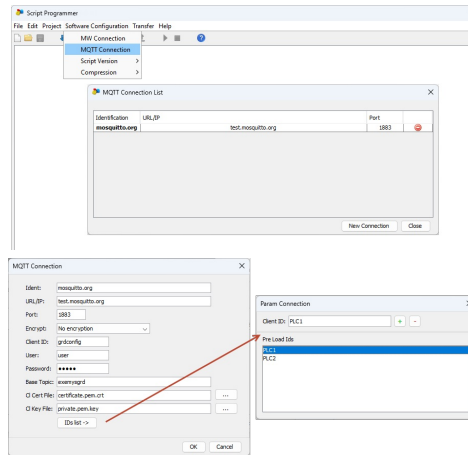 Script Programmer
File Edit Project Software Configuration Transfer Help
MW Connection
MQTT Connection
Script Version
Compression
MQTT Connection List
Identification URL/IP Port
mosquitto.org test.mosquitto.org 1883
New Connection Close
MQTT Connection
Ident: mosquitto.org
URL/IP: test.mosquitto.org
Port: 1883
Encrypt: No encryption
Client ID: grdconfig
User: user
Password: •••••
Base Topic: exemysgrd
Cl Cert File: certificate.pem.crt ...
Cl Key File: private.pem.key ...
IDs list ->
OK Cancel
Param Connection
Client ID: PLC1 + -
Pre Load Ids
PLC1
PLC2